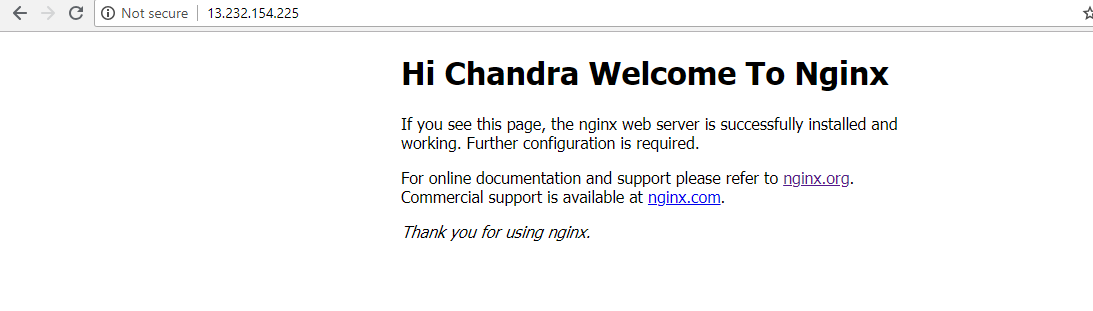 Not secure 13.232.154.225
Hi Chandra Welcome To Nginx
If you see this page, the nginx web server is successfully installed and
working. Further configuration is required.
For online documentation and support please refer to nginx.org.
Commercial support is available at nginx.com.
Thank you for using nginx.